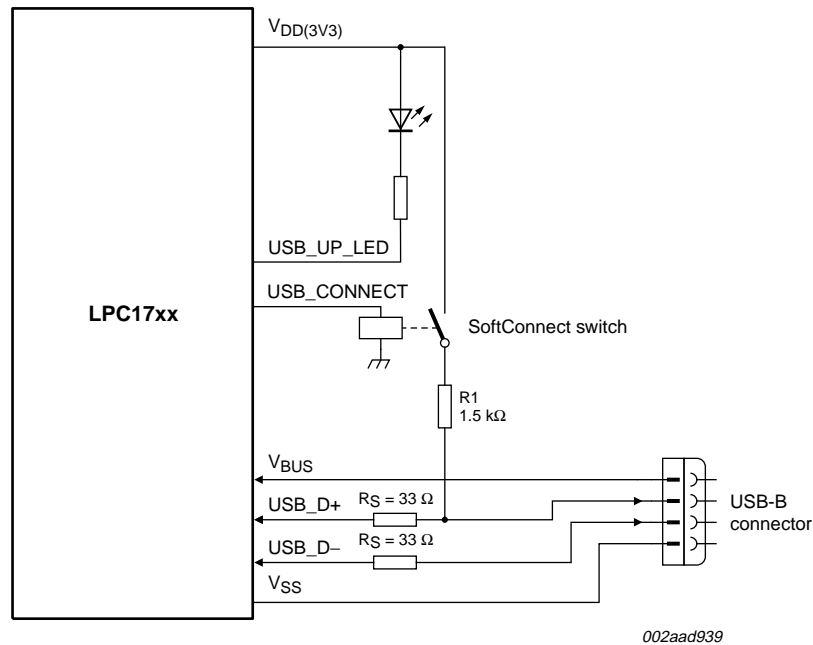 VDD(3V3)
USB_UP_LED
USB_CONNECT
LPC17xx
SoftConnect switch
R1
1.5 kΩ
VBUS
USB_D+
RS = 33 Ω
USB-B
connector
USB_D−
RS = 33 Ω
VSS
002aad939